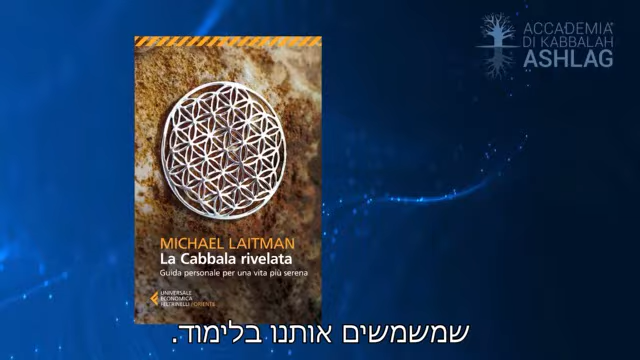 ACCADEMIA
DI KABBALAH
ASHLAG
MICHAEL LAITMAN
La Cabbala rivelata
Guida personale per una vita più serena
UNIVERSALE
ECONOMICA
FELTRINELLI/ORIENTE
שמשמשים אותנו בלימוד.